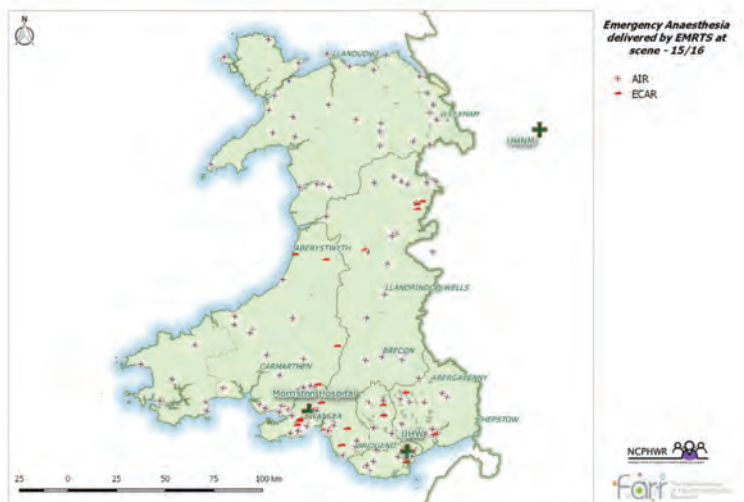 N
Emergency Anaesthesia
delivered by EMRTS at
scene - 15/16
AIR
ECAR
LLANDUDNO
WREXHAM
UHNM
ABERYSTWYTH
LLANDRINDOD WELLS
BRECON
CARMARTHEN
ABERGAVENNY
Morriston Hospital
SWANSEA
CHEPSTOW
UHW
BRIDGEND
25 0 25 50 75 100 km
NCPHWR
Farr